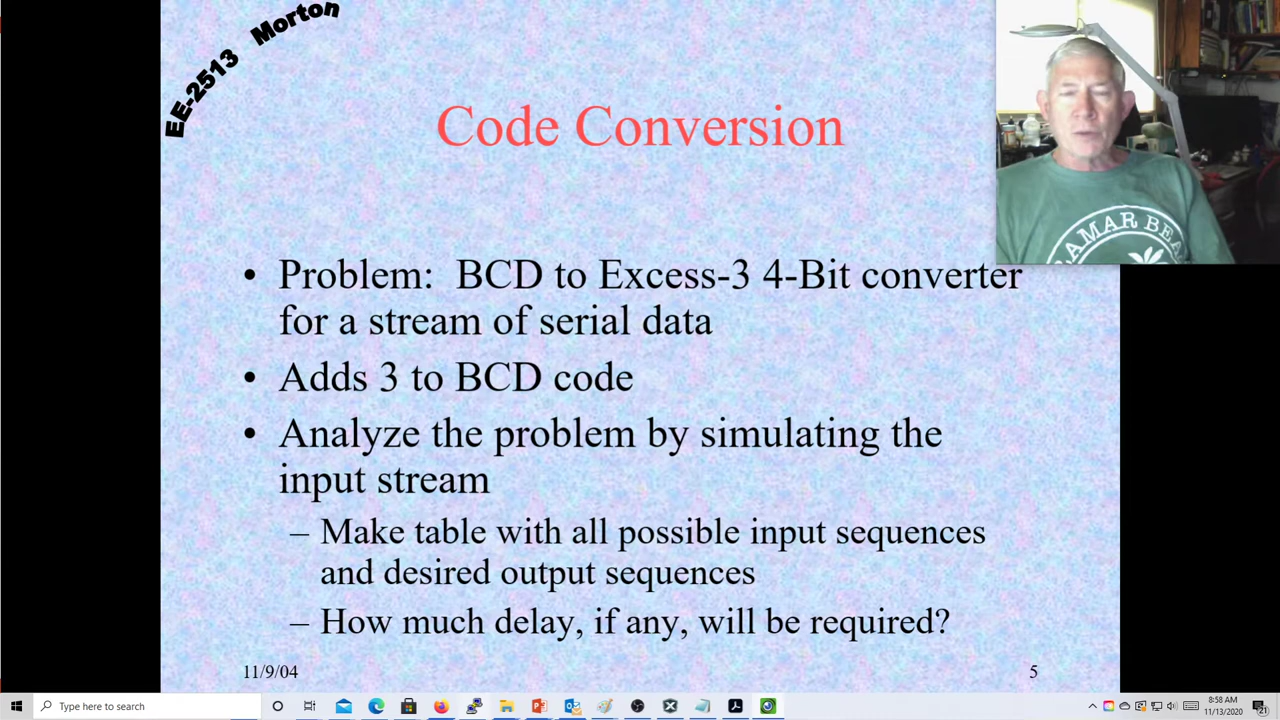 EE-2513 Morton
Code Conversion
• Problem: BCD to Excess-3 4-Bit converter
for a stream of serial data
• Adds 3 to BCD code
• Analyze the problem by simulating the
input stream
– Make table with all possible input sequences
and desired output sequences
– How much delay, if any, will be required?
11/9/04
5
AMAR BEA
Type here to search
8:58 AM
11/13/2020
21